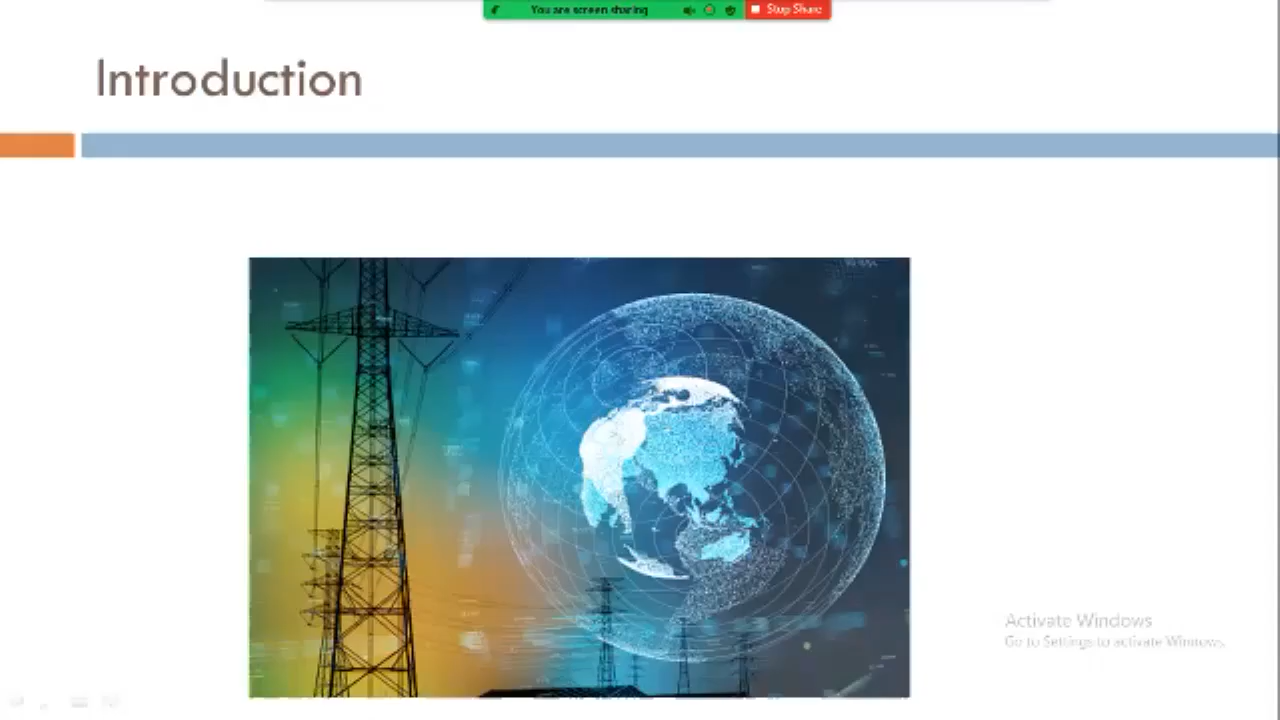 You are screen sharing
Stop Share
Introduction
Activate Windows
Go to Settings to activate Windows.